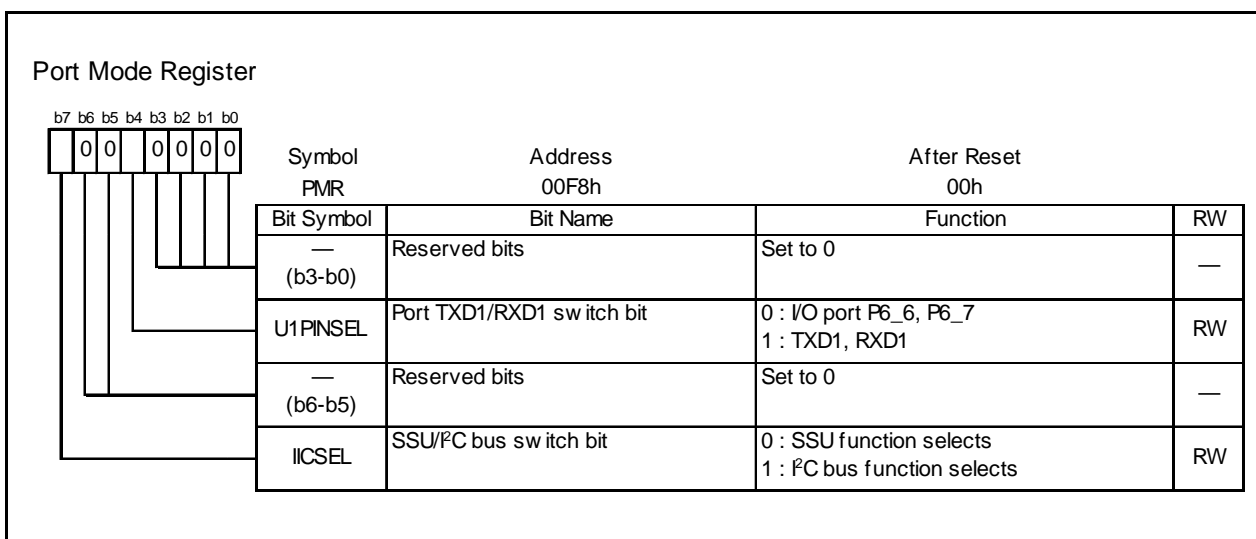 Port Mode Register
b7 b6 b5 b4 b3 b2 b1 b0
0 0 0 0 0 0
Symbol Address After Reset
PMR 00F8h 00h
Bit Symbol Bit Name Function RW
— Reserved bits Set to 0 —
(b3-b0)
U1PINSEL Port TXD1/RXD1 switch bit 0 : I/O port P6_6, P6_7 RW
1 : TXD1, RXD1
— Reserved bits Set to 0 —
(b6-b5)
IICSEL SSU/I²C bus switch bit 0 : SSU function selects RW
1 : I²C bus function selects